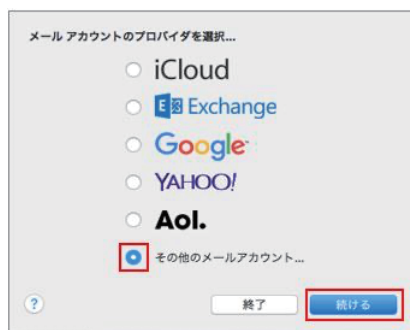 メール アカウントのプロバイダを選択...
iCloud
E Exchange
Google
YAHOO!
Aol.
その他のメールアカウント...
? 終了 続ける